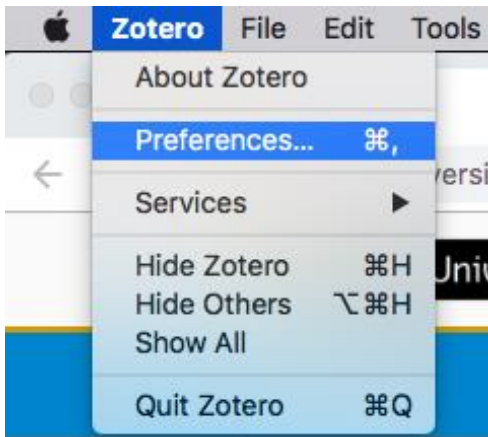 Zotero File Edit Tools
About Zotero
Preferences... ⌘,
Services ▶
Hide Zotero ⌘H
Hide Others ⌥⌘H
Show All
Quit Zotero ⌘Q